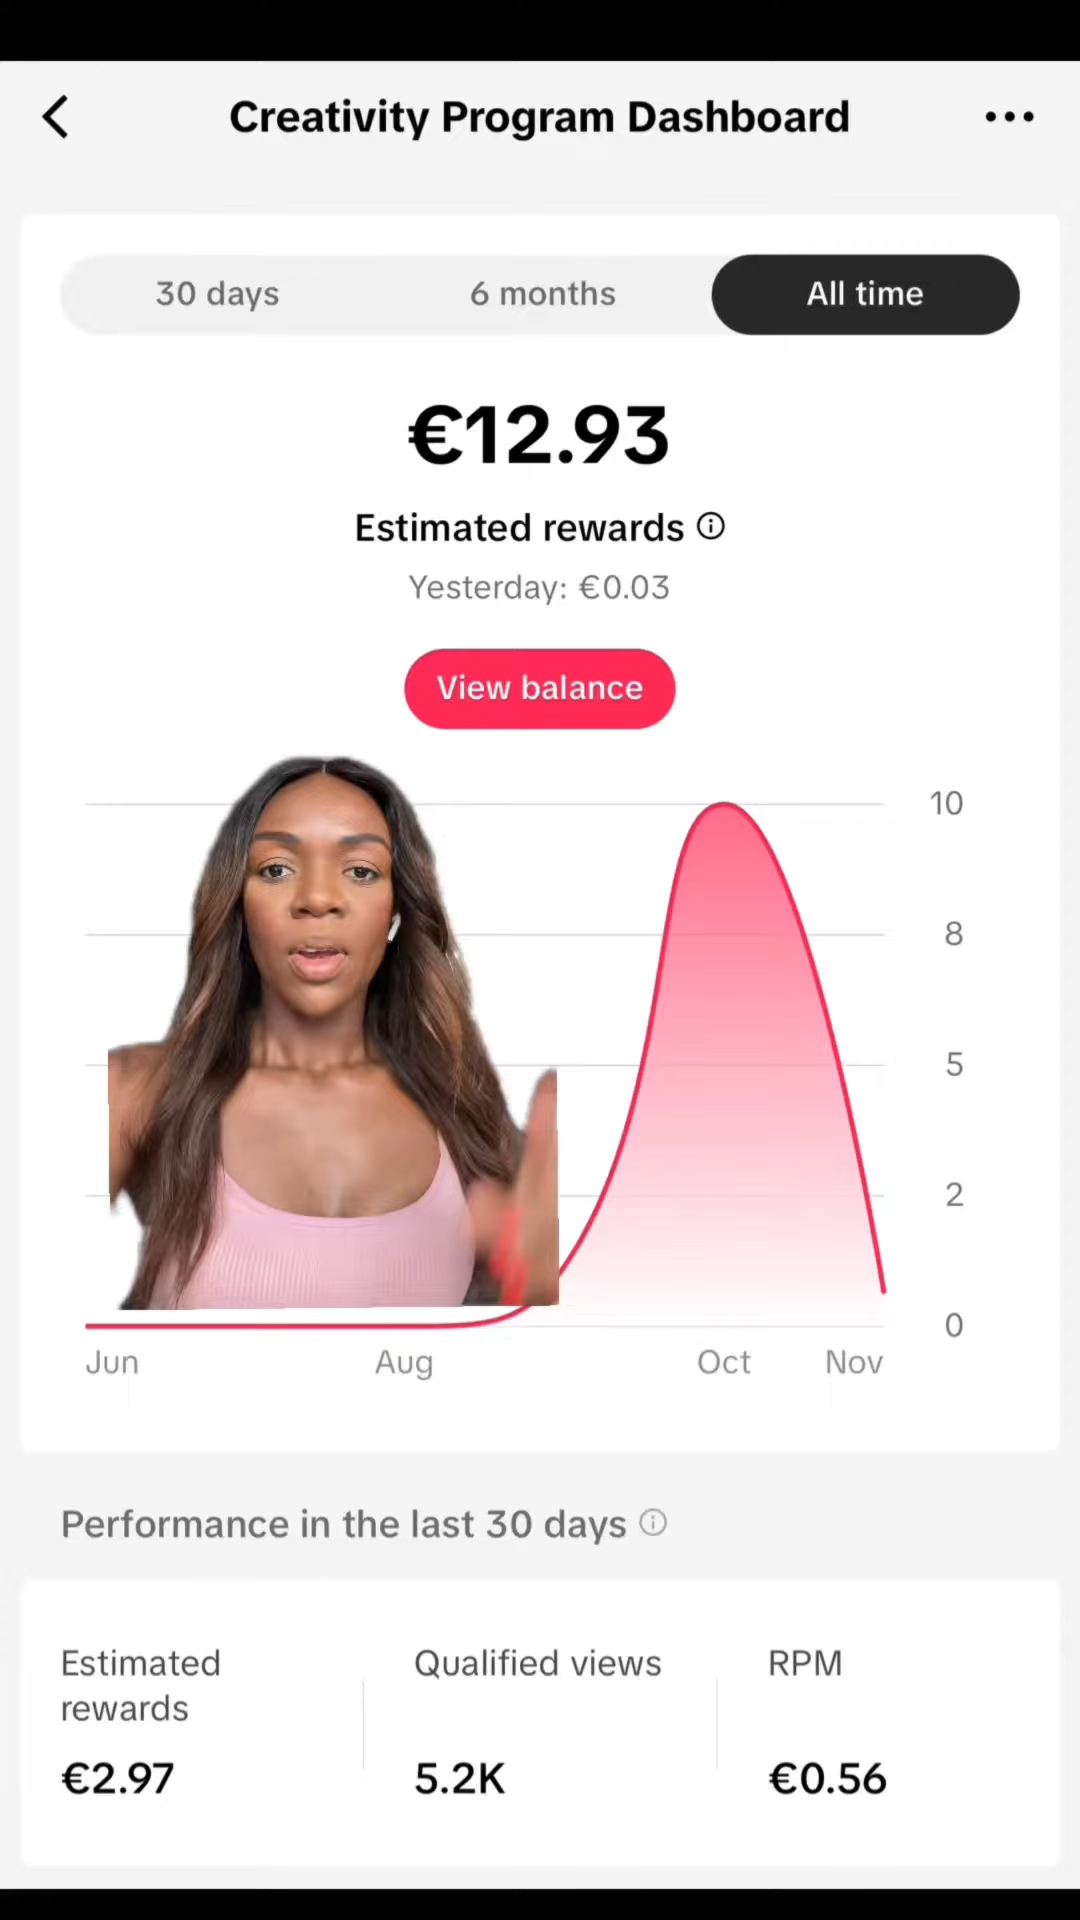 Creativity Program Dashboard
30 days 6 months All time
€12.93
Estimated rewards
Yesterday: €0.03
View balance
10
8
5
2
0
Jun Aug Oct Nov
Performance in the last 30 days
Estimated rewards
Qualified views
RPM
€2.97
5.2K
€0.56